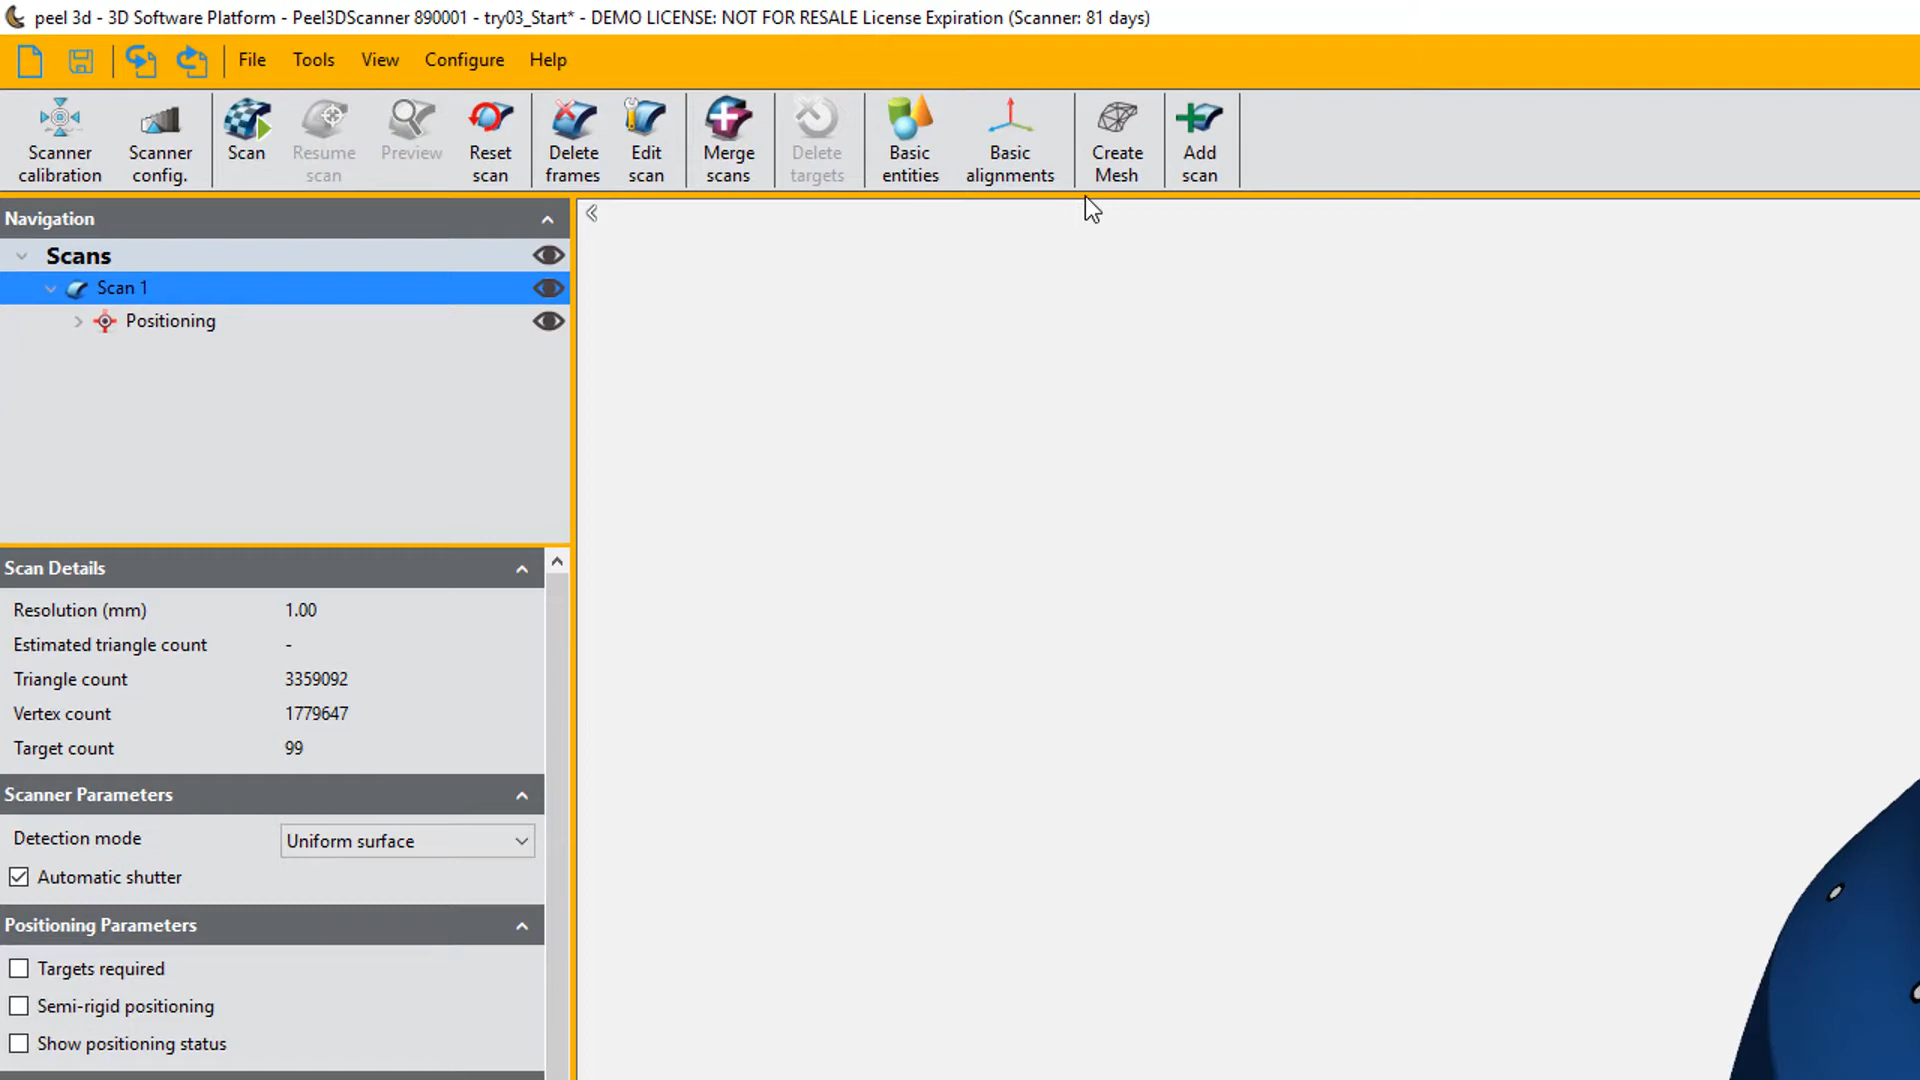 peel 3d - 3D Software Platform - Peel3DScanner 890001 - try03_Start* - DEMO LICENSE: NOT FOR RESALE License Expiration (Scanner: 81 days)
File Tools View Configure Help
Scanner calibration
Scanner config.
Scan
Resume scan
Preview
Reset scan
Delete frames
Edit scan
Merge scans
Delete targets
Basic entities
Basic alignments
Create Mesh
Add scan
Navigation
Scans
Scan 1
Positioning
Scan Details
Resolution (mm) 1.00
Estimated triangle count -
Triangle count 3359092
Vertex count 1779647
Target count 99
Scanner Parameters
Detection mode Uniform surface
Automatic shutter
Positioning Parameters
Targets required
Semi-rigid positioning
Show positioning status